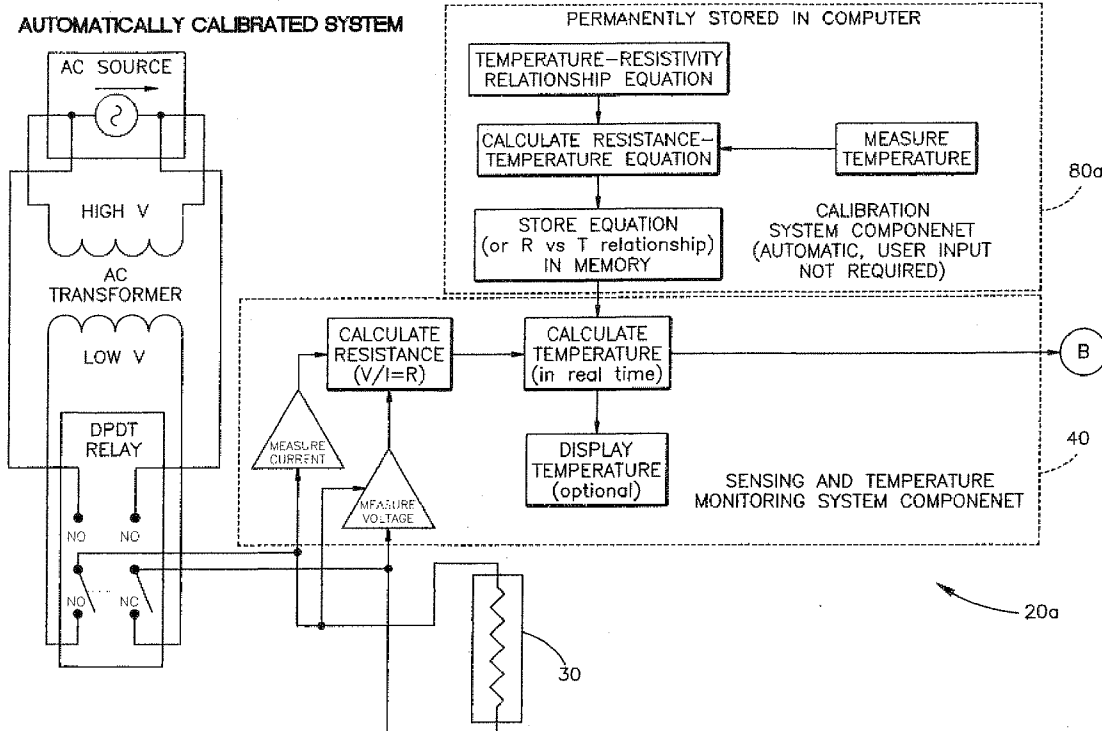 AUTOMATICALLY CALIBRATED SYSTEM
AC SOURCE
HIGH V
AC
TRANSFORMER
LOW V
DPDT
RELAY
NO
NO
NO
NC
PERMANENTLY STORED IN COMPUTER
TEMPERATURE-RESISTIVITY
RELATIONSHIP EQUATION
CALCULATE RESISTANCE-
TEMPERATURE EQUATION
MEASURE
TEMPERATURE
STORE EQUATION
(or R vs T relationship)
IN MEMORY
CALIBRATION
SYSTEM COMPONENET
(AUTOMATIC, USER INPUT
NOT REQUIRED)
80a
CALCULATE
RESISTANCE
(V/I=R)
CALCULATE
TEMPERATURE
(in real time)
B
MEASURE
CURRENT
MEASURE
VOLTAGE
DISPLAY
TEMPERATURE
(optional)
SENSING AND TEMPERATURE
MONITORING SYSTEM COMPONENET
40
20a
30